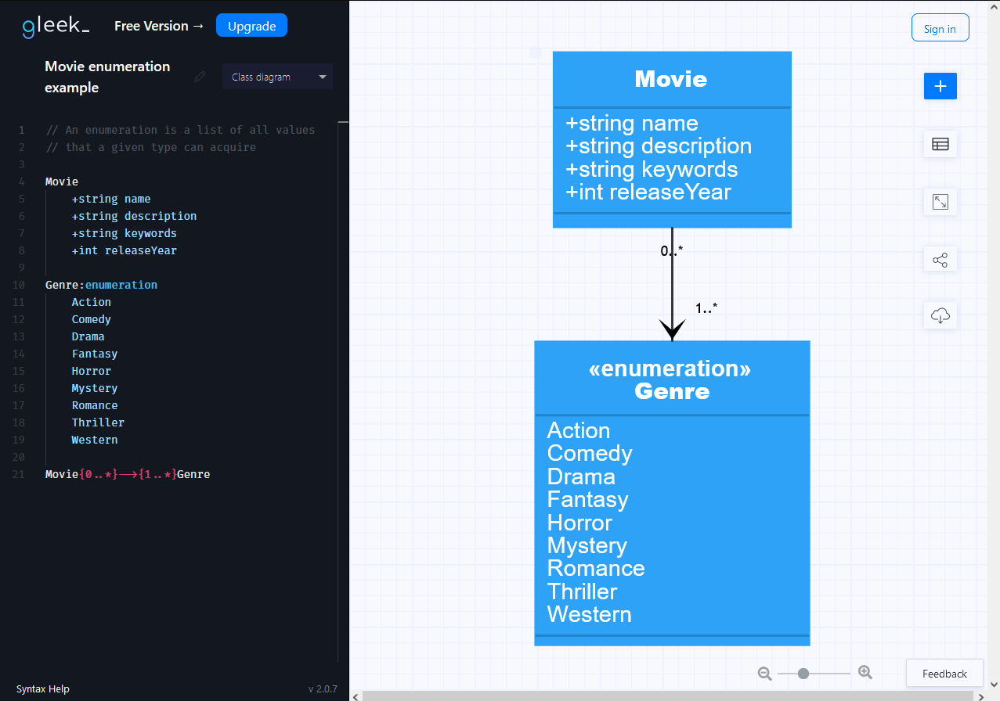 gleek_
Free Version →
Upgrade
Movie enumeration
example
Class diagram
1 // An enumeration is a list of all values
2 // that a given type can acquire
3
4 Movie
5 +string name
6 +string description
7 +string keywords
8 +int releaseYear
9
10 Genre:enumeration
11 Action
12 Comedy
13 Drama
14 Fantasy
15 Horror
16 Mystery
17 Romance
18 Thriller
19 Western
20
21 Movie{0..*}-->{1..*}Genre
Syntax Help
v 2.0.7
Sign in
Movie
+string name
+string description
+string keywords
+int releaseYear
0..*
1..*
«enumeration»
Genre
Action
Comedy
Drama
Fantasy
Horror
Mystery
Romance
Thriller
Western
Feedback